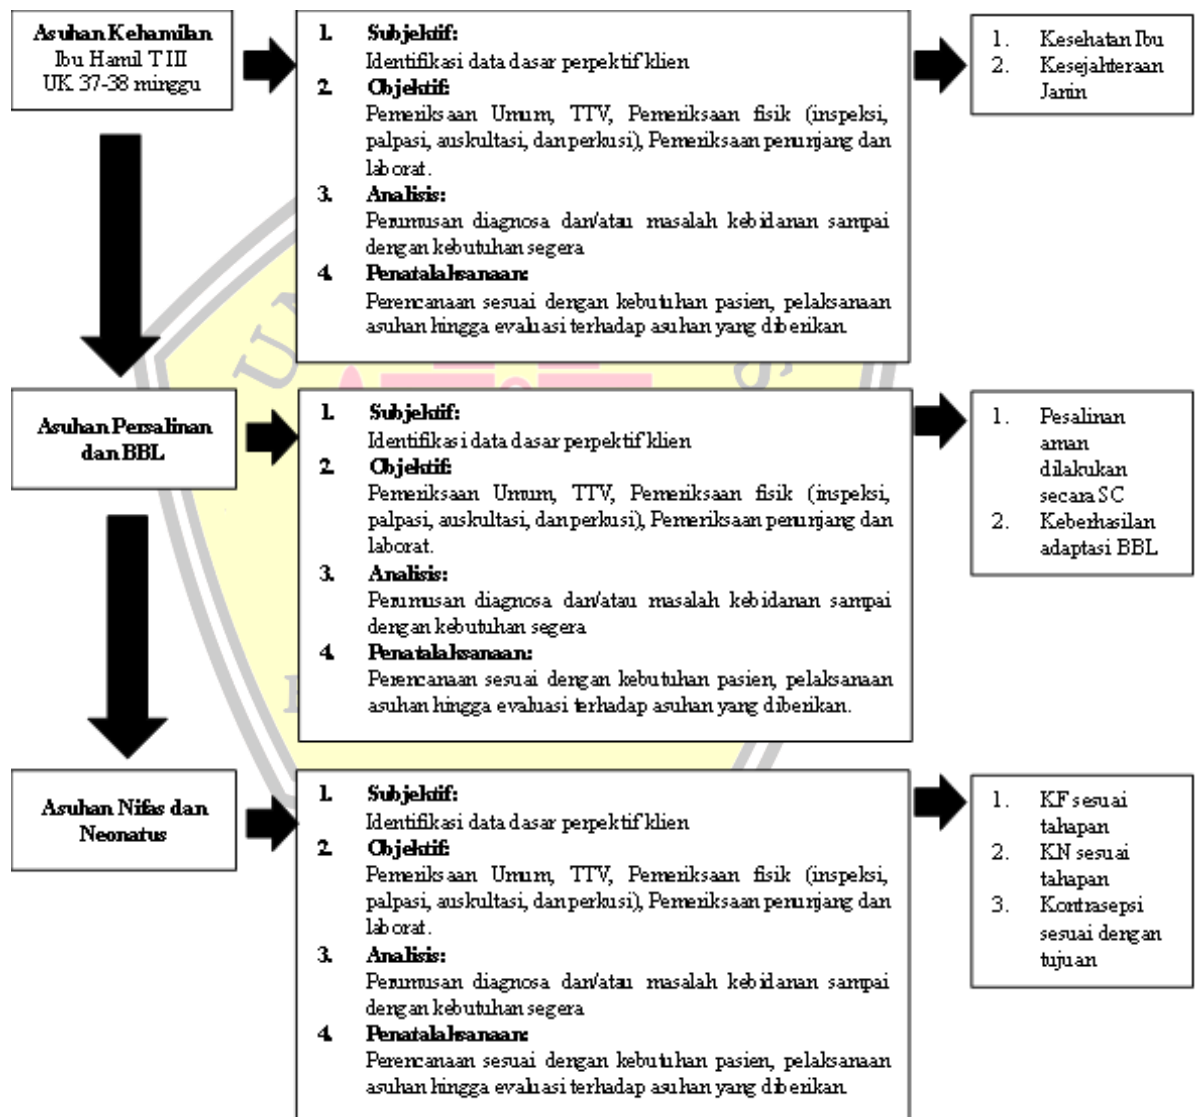 Asuhan Kehamilan
Ibu Hamil T III
UK 37-38 minggu
1. Subjektif:
Identifikasi data dasar perpektif klien
2. Objektif:
Pemeriksaan Umum, TTV, Pemeriksaan fisik (inspeksi,
palpasi, auskultasi, dan perkusi), Pemeriksaan penunjang dan
laborat.
3. Analisis:
Perumusan diagnosa dan/atau masalah kebidanan sampai
dengan kebutuhan segera
4. Penatalaksanaan:
Perencanaan sesuai dengan kebutuhan pasien, pelaksanaan
asuhan hingga evaluasi terhadap asuhan yang diberikan.
1. Kesehatan Ibu
2. Kesejahteraan
Janin
Asuhan Persalinan
dan BBL
1. Subjektif:
Identifikasi data dasar perpektif klien
2. Objektif:
Pemeriksaan Umum, TTV, Pemeriksaan fisik (inspeksi,
palpasi, auskultasi, dan perkusi), Pemeriksaan penunjang dan
laborat.
3. Analisis:
Perumusan diagnosa dan/atau masalah kebidanan sampai
dengan kebutuhan segera
4. Penatalaksanaan:
Perencanaan sesuai dengan kebutuhan pasien, pelaksanaan
asuhan hingga evaluasi terhadap asuhan yang diberikan.
1. Pesalinan
aman
dilakukan
secara SC
2. Keberhasilan
adaptasi BBL
Asuhan Nifas dan
Neonatus
1. Subjektif:
Identifikasi data dasar perpektif klien
2. Objektif:
Pemeriksaan Umum, TTV, Pemeriksaan fisik (inspeksi,
palpasi, auskultasi, dan perkusi), Pemeriksaan penunjang dan
laborat.
3. Analisis:
Perumusan diagnosa dan/atau masalah kebidanan sampai
dengan kebutuhan segera
4. Penatalaksanaan:
Perencanaan sesuai dengan kebutuhan pasien, pelaksanaan
asuhan hingga evaluasi terhadap asuhan yang diberikan.
1. KF sesuai
tahapan
2. KN sesuai
tahapan
3. Kontrasepsi
sesuai dengan
tujuan